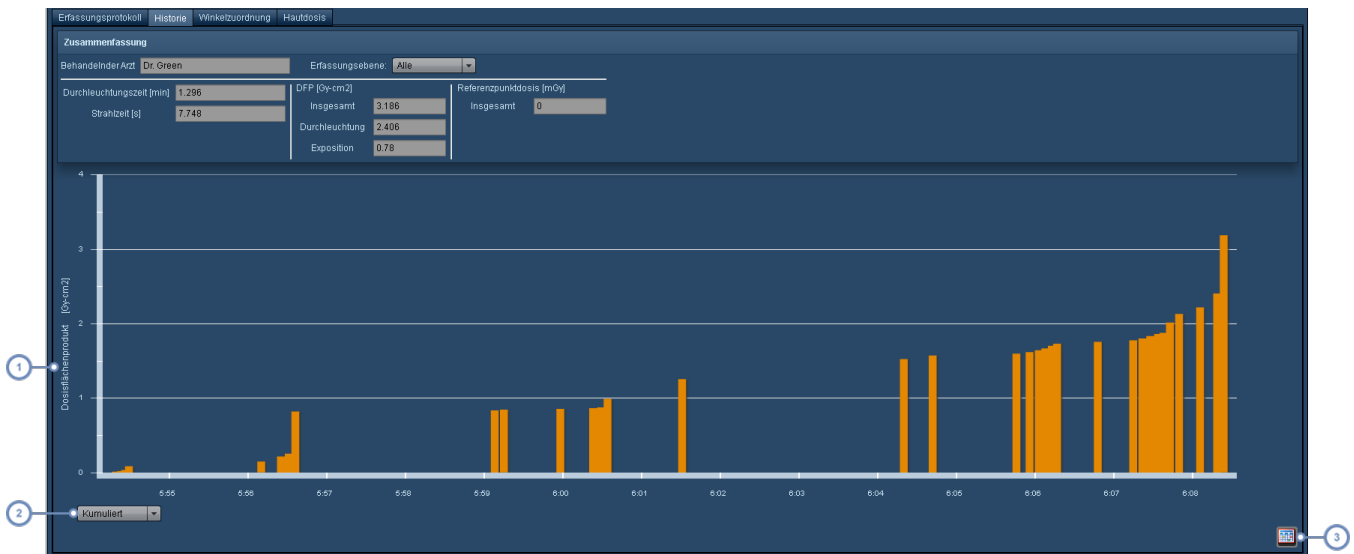 Erfassungsprotokoll Historie Winkelzuordnung Hautdosis
Zusammenfassung
Behandelnder Arzt Dr. Green Erfassungsebene: Alle
Durchleuchtungszeit [min] 1.296 DFP [Gy-cm2] Referenzpunktdosis [mGy]
Strahlzeit [s] 7.748 Insgesamt 3.186 Insgesamt 0
Durchleuchtung 2.406
Exposition 0.78
4
3
2
1
0
Dosisflächenprodukt [Gy-cm2]
5:55 5:56 5:57 5:58 5:59 6:00 6:01 6:02 6:03 6:04 6:05 6:06 6:07 6:08
Kumuliert
1
2
3